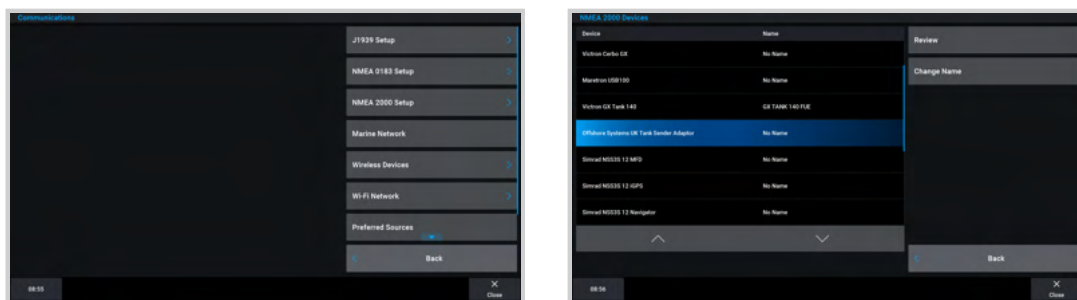 Communications
J1939 Setup
NMEA 0183 Setup
NMEA 2000 Setup
Marine Network
Wireless Devices
Wi-Fi Network
Preferred Sources
Back
08:55
Close
NMEA 2000 Devices
Device Name
Victron Cerbo GX No Name
Maretron USB100 No Name
Victron GX Tank 140 GX TANK 140 FUE
Offshore Systems UK Tank Sender Adaptor No Name
Simrad NSS3S 12 MFD No Name
Simrad NSS3S 12 iGPS No Name
Simrad NSS3S 12 Navigator No Name
Review
Change Name
Back
08:56
Close